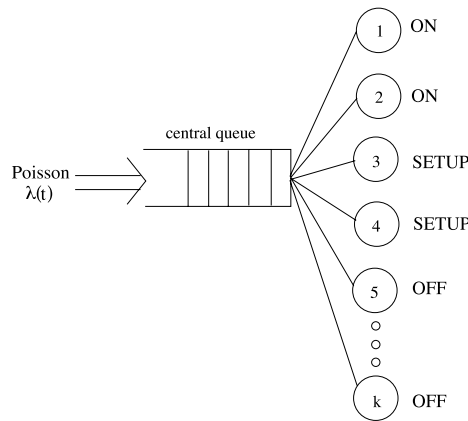 1 ON
2 ON
central queue
3 SETUP
Poisson
λ(t)
4 SETUP
5 OFF
k OFF